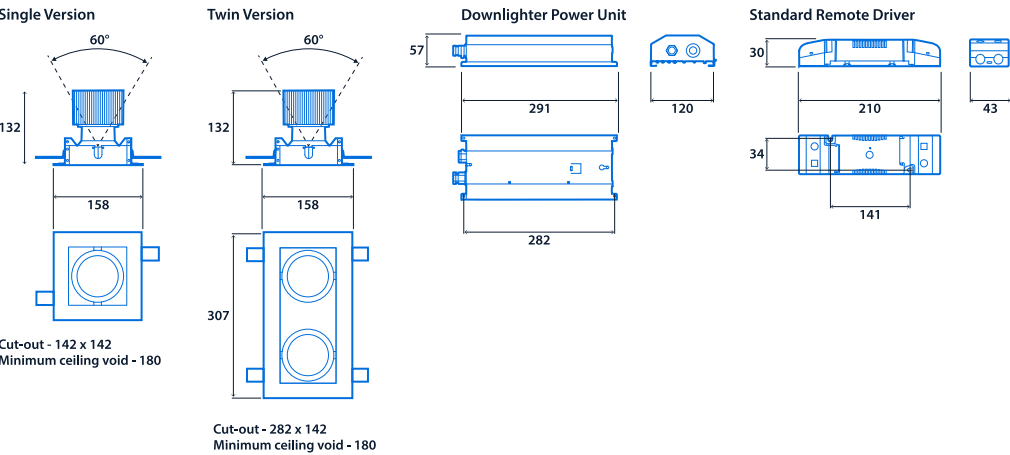 Single Version
60°
132
158
Cut-out - 142 x 142
Minimum ceiling void - 180
Twin Version
60°
132
158
307
Cut-out - 282 x 142
Minimum ceiling void - 180
Downlighter Power Unit
57
291
120
282
Standard Remote Driver
30
210
43
34
141